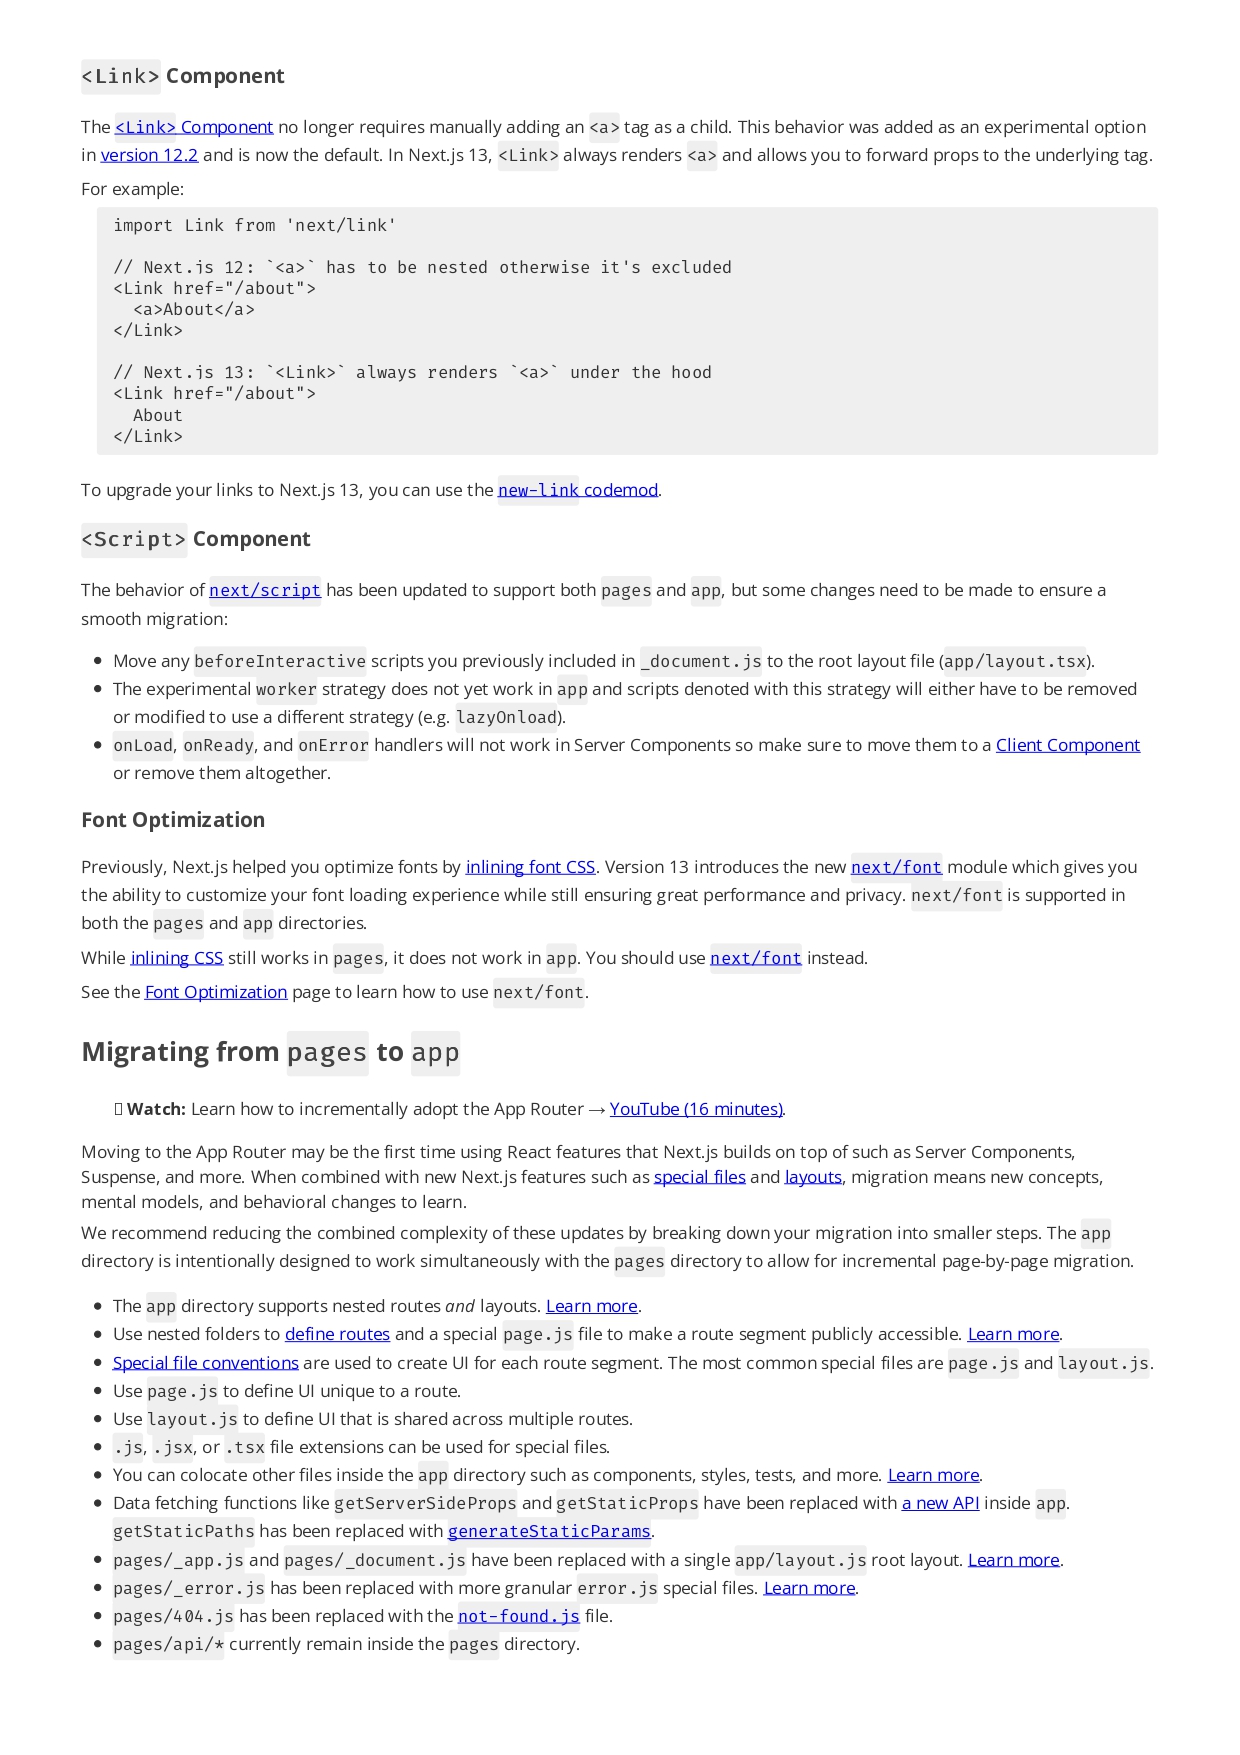 <Link> Component
The <Link> Component no longer requires manually adding an <a> tag as a child. This behavior was added as an experimental option
in version 12.2 and is now the default. In Next.js 13, <Link> always renders <a> and allows you to forward props to the underlying tag.
For example:
import Link from 'next/link'
// Next.js 12: `<a>` has to be nested otherwise it's excluded
<Link href="/about">
  <a>About</a>
</Link>
// Next.js 13: `<Link>` always renders `<a>` under the hood
<Link href="/about">
  About
</Link>
To upgrade your links to Next.js 13, you can use the new-link codemod.
<Script> Component
The behavior of next/script has been updated to support both pages and app, but some changes need to be made to ensure a
smooth migration:
• Move any beforeInteractive scripts you previously included in _document.js to the root layout file (app/layout.tsx).
• The experimental worker strategy does not yet work in app and scripts denoted with this strategy will either have to be removed
or modified to use a different strategy (e.g. lazyOnload).
• onLoad, onReady, and onError handlers will not work in Server Components so make sure to move them to a Client Component
or remove them altogether.
Font Optimization
Previously, Next.js helped you optimize fonts by inlining font CSS. Version 13 introduces the new next/font module which gives you
the ability to customize your font loading experience while still ensuring great performance and privacy. next/font is supported in
both the pages and app directories.
While inlining CSS still works in pages, it does not work in app. You should use next/font instead.
See the Font Optimization page to learn how to use next/font.
Migrating from pages to app
Watch: Learn how to incrementally adopt the App Router → YouTube (16 minutes).
Moving to the App Router may be the first time using React features that Next.js builds on top of such as Server Components,
Suspense, and more. When combined with new Next.js features such as special files and layouts, migration means new concepts,
mental models, and behavioral changes to learn.
We recommend reducing the combined complexity of these updates by breaking down your migration into smaller steps. The app
directory is intentionally designed to work simultaneously with the pages directory to allow for incremental page-by-page migration.
• The app directory supports nested routes and layouts. Learn more.
• Use nested folders to define routes and a special page.js file to make a route segment publicly accessible. Learn more.
• Special file conventions are used to create UI for each route segment. The most common special files are page.js and layout.js.
• Use page.js to define UI unique to a route.
• Use layout.js to define UI that is shared across multiple routes.
• .js, .jsx, or .tsx file extensions can be used for special files.
• You can colocate other files inside the app directory such as components, styles, tests, and more. Learn more.
• Data fetching functions like getServerSideProps and getStaticProps have been replaced with a new API inside app.
getStaticPaths has been replaced with generateStaticParams.
• pages/_app.js and pages/_document.js have been replaced with a single app/layout.js root layout. Learn more.
• pages/_error.js has been replaced with more granular error.js special files. Learn more.
• pages/404.js has been replaced with the not-found.js file.
• pages/api/* currently remain inside the pages directory.